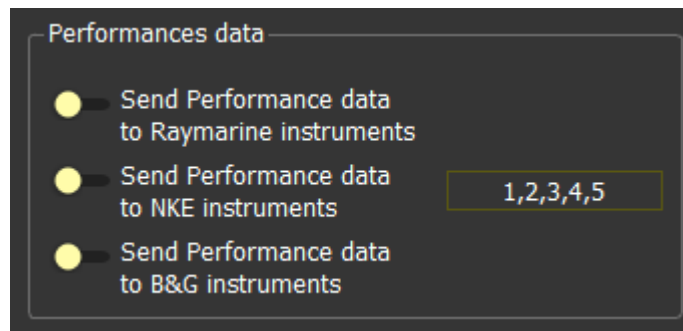 Performances data
Send Performance data
to Raymarine instruments
Send Performance data
to NKE instruments
1,2,3,4,5
Send Performance data
to B&G instruments